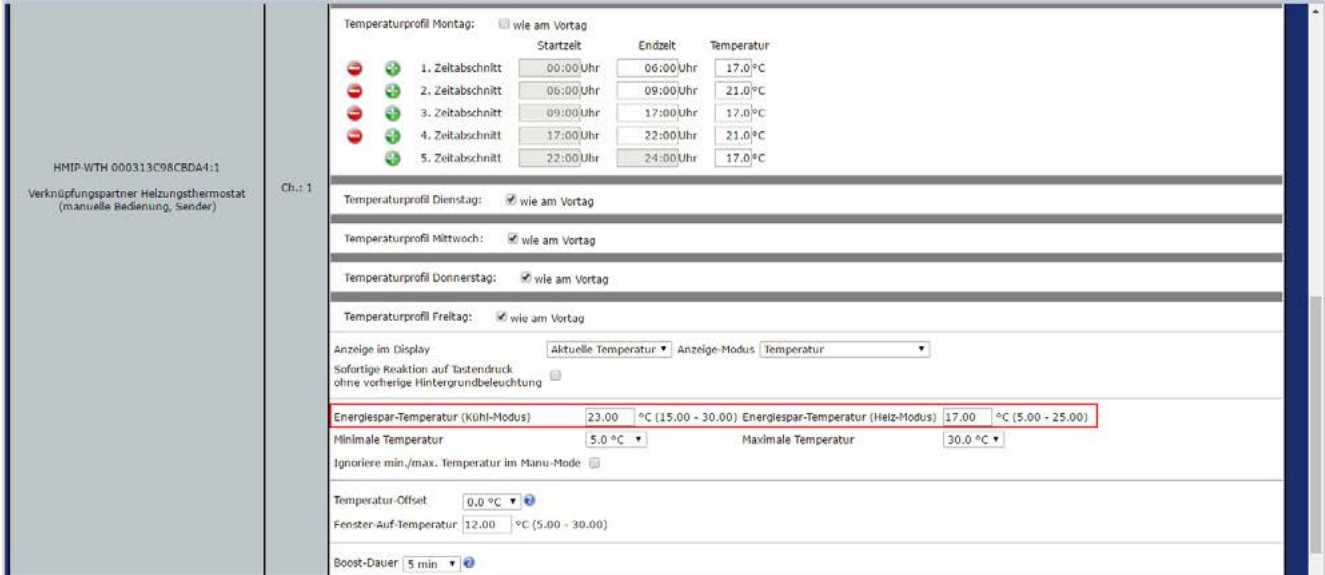 HMIP-WTH 000313C98CBDA4:1
Verknüpfungspartner Heizungsthermostat
(manuelle Bedienung, Sender)
Ch.: 1
Temperaturprofil Montag: wie am Vortag
Startzeit Endzeit Temperatur
1. Zeitabschnitt 00:00 Uhr 06:00 Uhr 17.0 °C
2. Zeitabschnitt 06:00 Uhr 09:00 Uhr 21.0 °C
3. Zeitabschnitt 09:00 Uhr 17:00 Uhr 17.0 °C
4. Zeitabschnitt 17:00 Uhr 22:00 Uhr 21.0 °C
5. Zeitabschnitt 22:00 Uhr 24:00 Uhr 17.0 °C
Temperaturprofil Dienstag: wie am Vortag
Temperaturprofil Mittwoch: wie am Vortag
Temperaturprofil Donnerstag: wie am Vortag
Temperaturprofil Freitag: wie am Vortag
Anzeige im Display Aktuelle Temperatur Anzeige-Modus Temperatur
Sofortige Reaktion auf Tastendruck
ohne vorherige Hintergrundbeleuchtung
Energiespar-Temperatur (Kühl-Modus) 23.00 °C (15.00 - 30.00) Energiespar-Temperatur (Heiz-Modus) 17.00 °C (5.00 - 25.00)
Minimale Temperatur 5.0 °C Maximale Temperatur 30.0 °C
Ignoriere min./max. Temperatur im Manu-Mode
Temperatur-Offset 0.0 °C
Fenster-Auf-Temperatur 12.00 °C (5.00 - 30.00)
Boost-Dauer 5 min